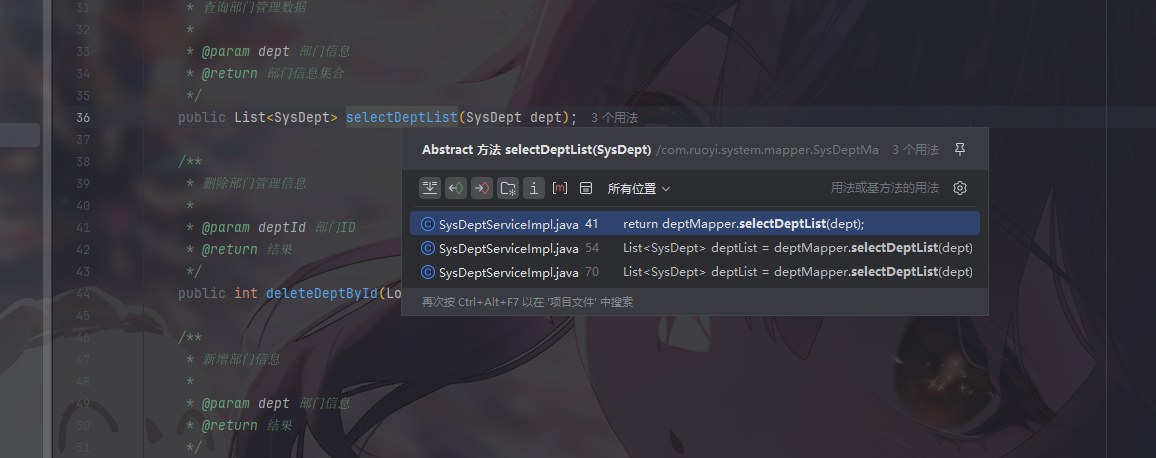 31 * 查询部门管理数据
32 *
33 * @param dept 部门信息
34 * @return 部门信息集合
35 */
36 public List<SysDept> selectDeptList(SysDept dept); 3 个用法
37
38 /**
39 * 删除部门管理信息
40 *
41 * @param deptId 部门ID
42 * @return 结果
43 */
44 public int deleteDeptById(Lo
45
46 /**
47 * 新增部门信息
48 *
49 * @param dept 部门信息
50 * @return 结果
51 */
Abstract 方法 selectDeptList(SysDept) /com.ruoyi.system.mapper.SysDeptMa 3 个用法
所有位置 用法或基方法的用法
SysDeptServiceImpl.java 41 return deptMapper.selectDeptList(dept);
SysDeptServiceImpl.java 54 List<SysDept> deptList = deptMapper.selectDeptList(dept)
SysDeptServiceImpl.java 70 List<SysDept> deptList = deptMapper.selectDeptList(dept)
再次按 Ctrl+Alt+F7 以在 '项目文件' 中搜索